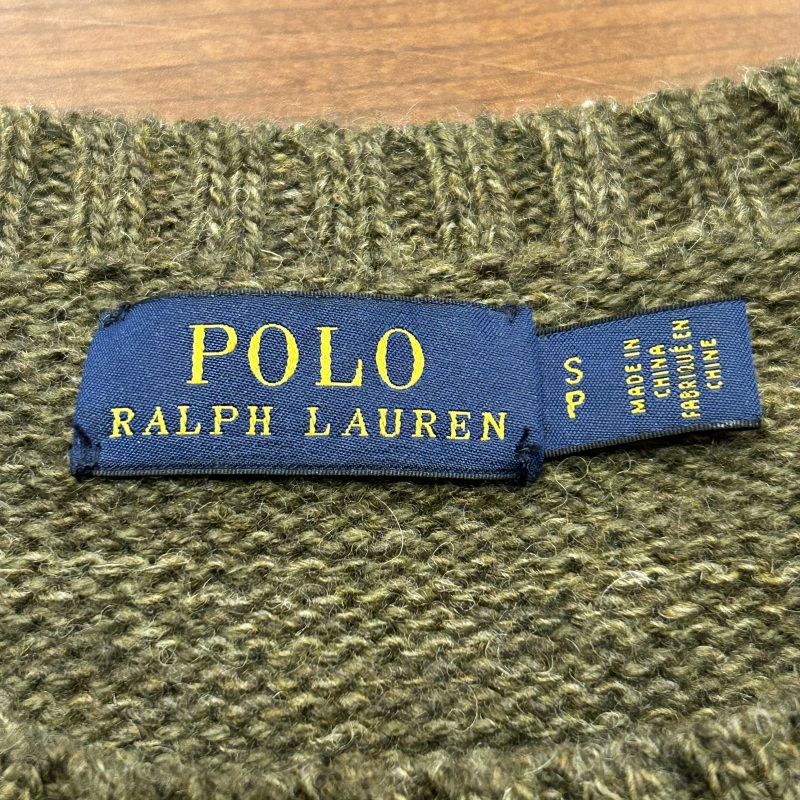 POLO
RALPH LAUREN
S
P
MADE IN
CHINA
FABRIQUÉ EN
CHINE